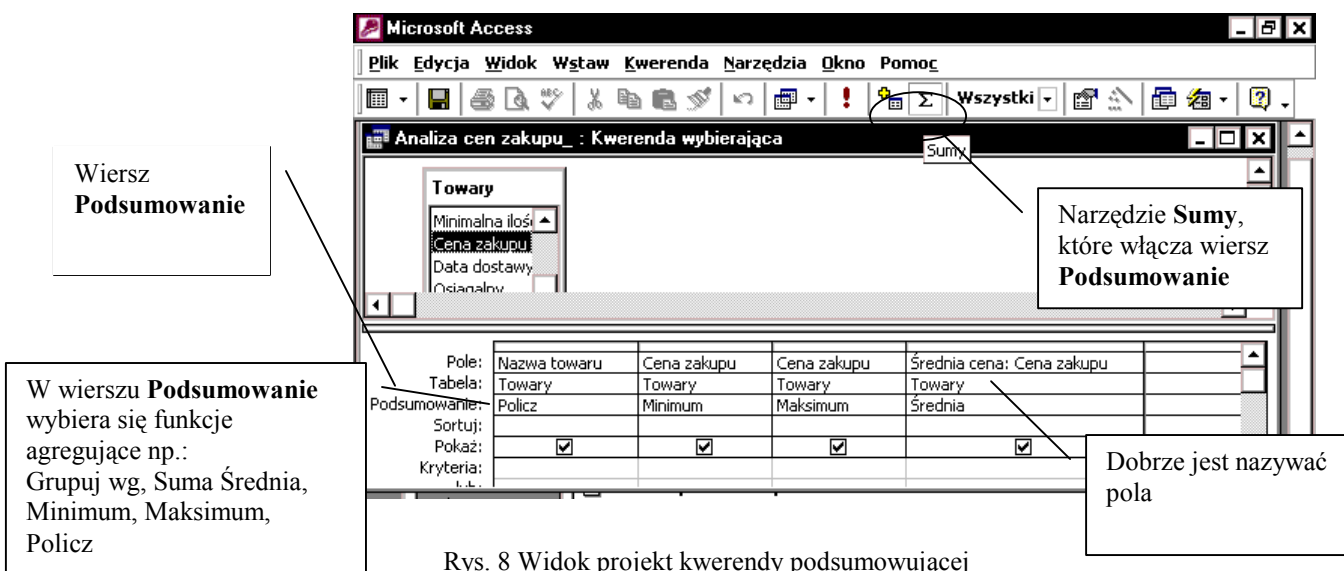 Microsoft Access
Plik Edycja Widok Wstaw Kwerenda Narzędzia Okno Pomoc
Wszystki
Analiza cen zakupu_ : Kwerenda wybierająca
Sumy
Wiersz
Podsumowanie
Towary
Minimalna iloś
Cena zakupu
Data dostawy
Osiągalny
Narzędzie Sumy,
które włącza wiersz
Podsumowanie
Pole: Nazwa towaru Cena zakupu Cena zakupu Średnia cena: Cena zakupu
Tabela: Towary Towary Towary Towary
Podsumowanie: Policz Minimum Maksimum Średnia
Sortuj:
Pokaż:
Kryteria:
lub:
W wierszu Podsumowanie
wybiera się funkcje
agregujące np.:
Grupuj wg, Suma Średnia,
Minimum, Maksimum,
Policz
Dobrze jest nazywać
pola
Rys. 8 Widok projekt kwerendy podsumowującej